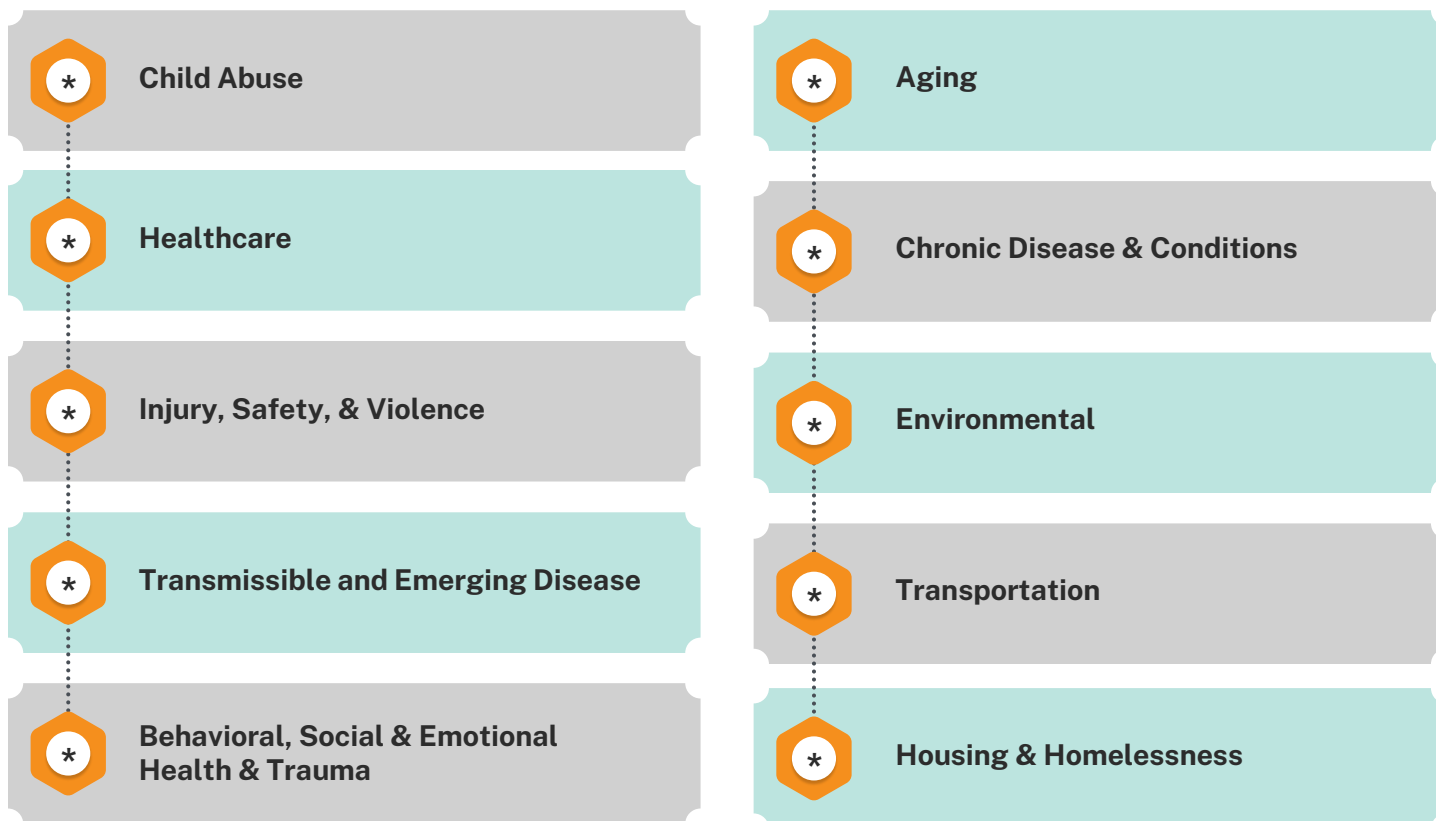 * Child Abuse
* Healthcare
* Injury, Safety, & Violence
* Transmissible and Emerging Disease
* Behavioral, Social & Emotional
Health & Trauma
* Aging
* Chronic Disease & Conditions
* Environmental
* Transportation
* Housing & Homelessness